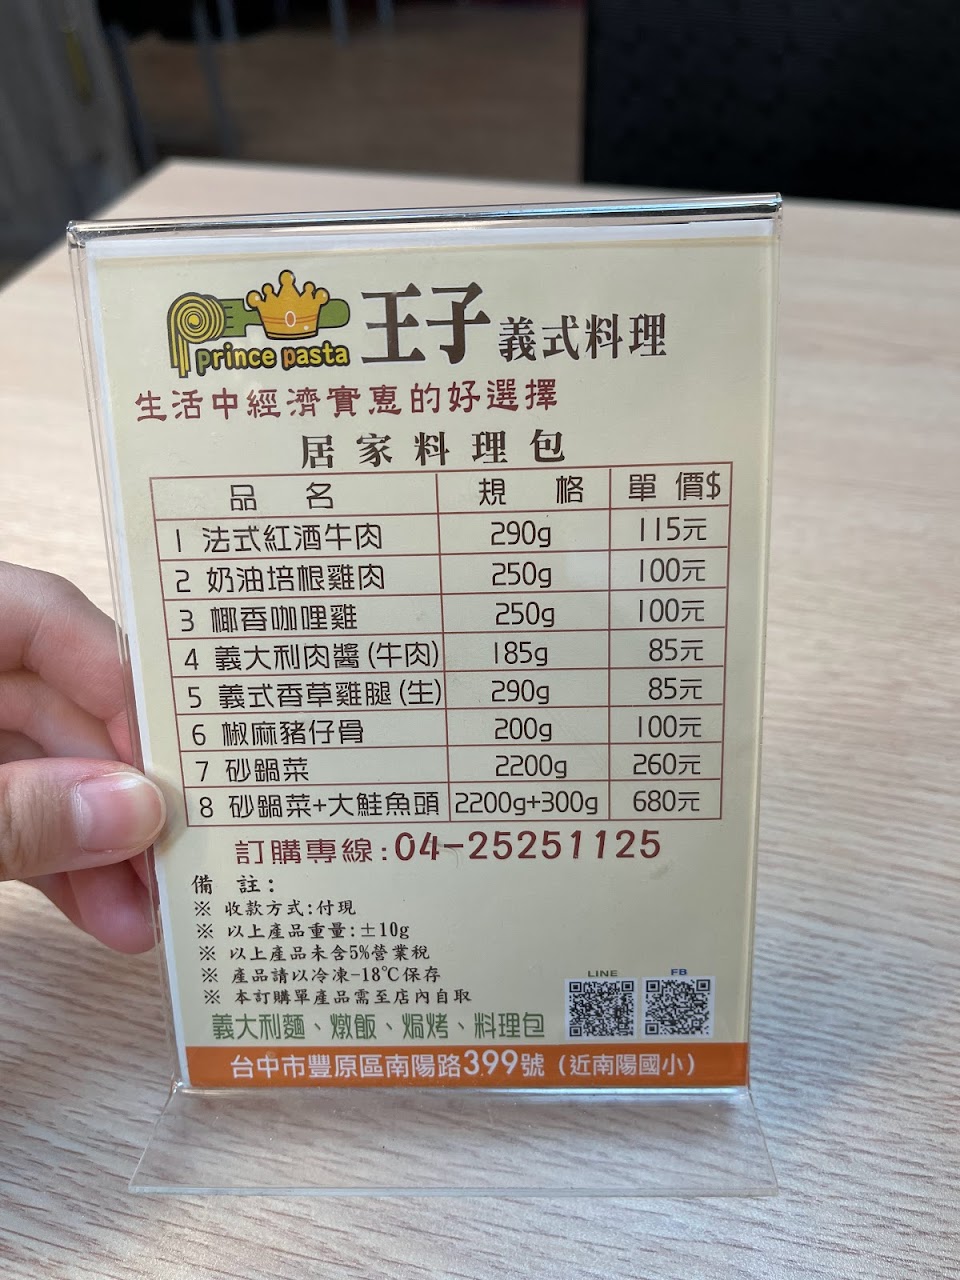 prince pasta 王子 義式料理
生活中經濟實惠的好選擇
居家料理包
品名 規格 單價$
1 法式紅酒牛肉 290g 115元
2 奶油培根雞肉 250g 100元
3 椰香咖哩雞 250g 100元
4 義大利肉醬(牛肉) 185g 85元
5 義式香草雞腿(生) 290g 85元
6 椒麻豬仔骨 200g 100元
7 砂鍋菜 2200g 260元
8 砂鍋菜+大鮭魚頭 2200g+300g 680元
訂購專線:04-25251125
備 註:
※ 收款方式:付現
※ 以上產品重量:±10g
※ 以上產品未含5%營業稅
※ 產品請以冷凍-18℃保存
※ 本訂購單產品需至店內自取
LINE FB
義大利麵、燉飯、焗烤、料理包
台中市豐原區南陽路399號(近南陽國小)